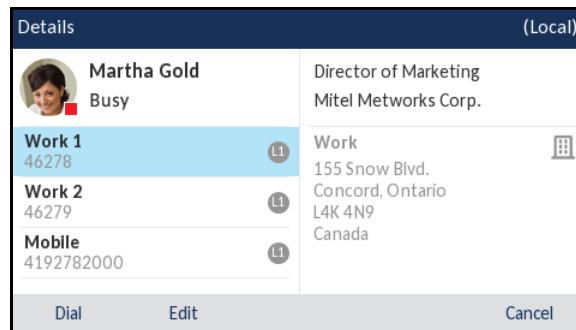 Details
(Local)
Martha Gold
Busy
Work 1
46278
L1
Work 2
46279
L1
Mobile
4192782000
L1
Director of Marketing
Mitel Metworks Corp.
Work
155 Snow Blvd.
Concord, Ontario
L4K 4N9
Canada
Dial
Edit
Cancel